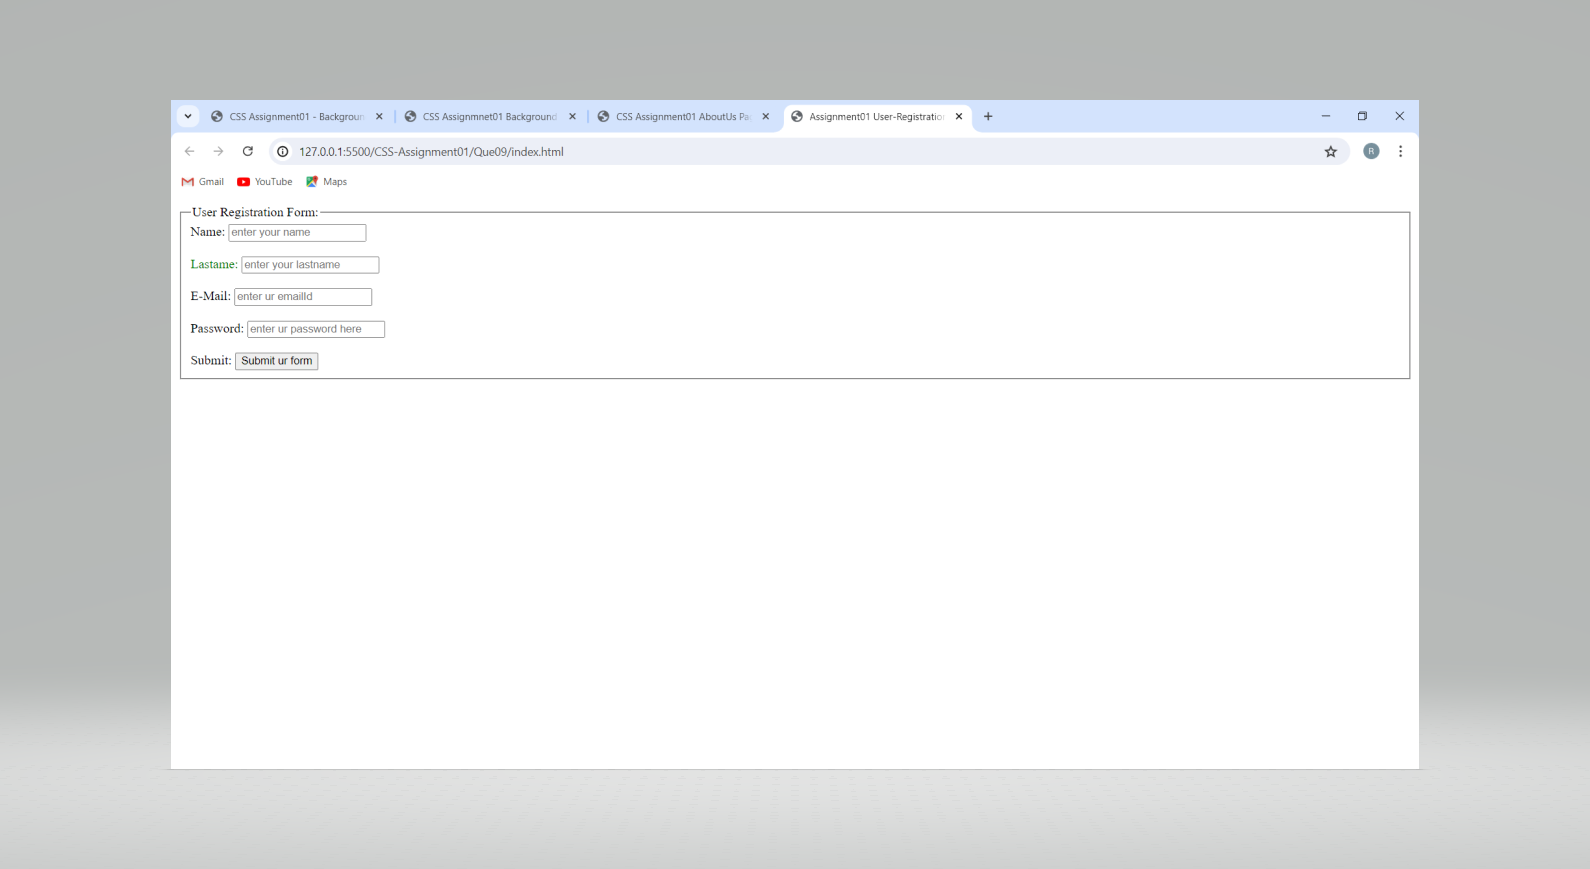 CSS Assignment01 - Backgroun
CSS Assignmnet01 Background
CSS Assignment01 AboutUs Pa
Assignment01 User-Registration
127.0.0.1:5500/CSS-Assignment01/Que09/index.html
R
Gmail YouTube Maps
User Registration Form:
Name: enter your name
Lastame: enter your lastname
E-Mail: enter ur emailId
Password: enter ur password here
Submit: Submit ur form